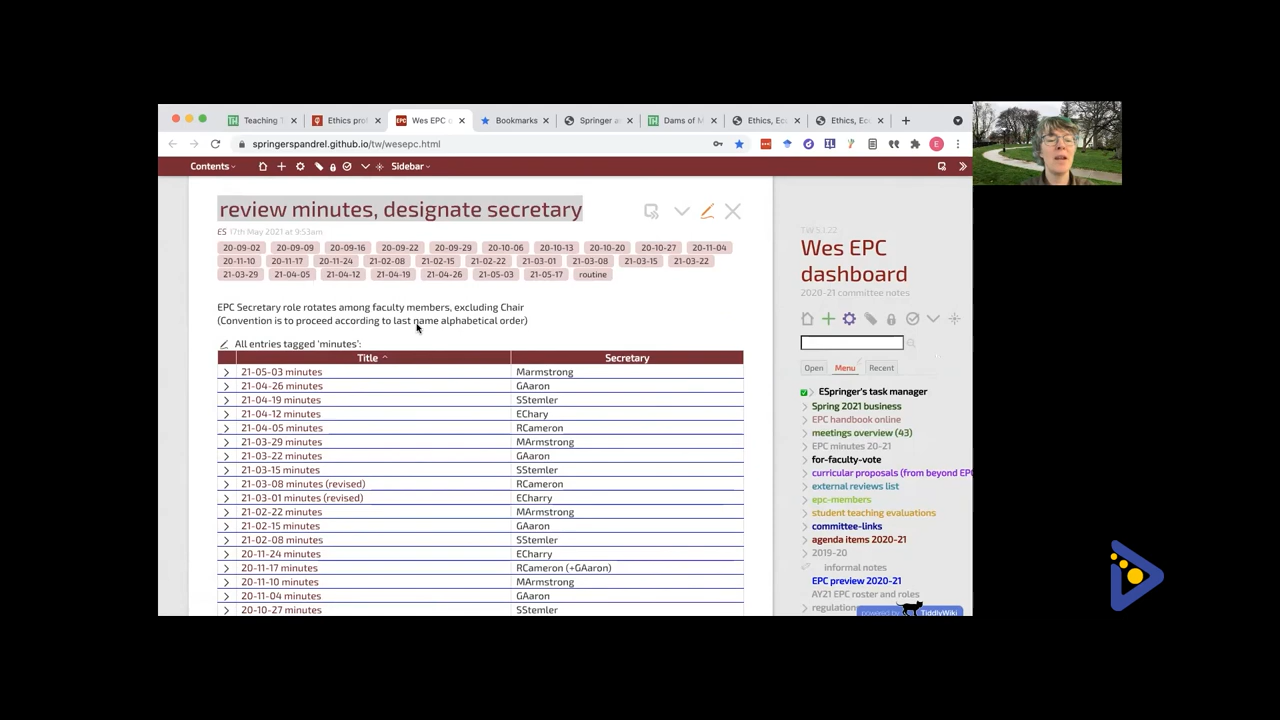 Teaching T
Ethics pro
Wes EPC d
Bookmarks
Springer a
Dams of M
Ethics, Ec
Ethics, Ec
springerspandrel.github.io/tw/wesepc.html
E
Contents
Sidebar
review minutes, designate secretary
ES 17th May 2021 at 9:53am
20-09-02 20-09-09 20-09-16 20-09-22 20-09-29 20-10-06 20-10-13 20-10-20 20-10-27 20-11-04
20-11-10 20-11-17 20-11-24 21-02-08 21-02-15 21-02-22 21-03-01 21-03-08 21-03-15 21-03-22
21-03-29 21-04-05 21-04-12 21-04-19 21-04-26 21-05-03 21-05-17 routine
EPC Secretary role rotates among faculty members, excluding Chair
(Convention is to proceed according to last name alphabetical order)
All entries tagged 'minutes':
Title Secretary
21-05-03 minutes Marmstrong
21-04-26 minutes GAaron
21-04-19 minutes SStemler
21-04-12 minutes EChary
21-04-05 minutes RCameron
21-03-29 minutes MArmstrong
21-03-22 minutes GAaron
21-03-15 minutes SStemler
21-03-08 minutes (revised) RCameron
21-03-01 minutes (revised) ECharry
21-02-22 minutes MArmstrong
21-02-15 minutes GAaron
21-02-08 minutes SStemler
20-11-24 minutes ECharry
20-11-17 minutes RCameron (+GAaron)
20-11-10 minutes MArmstrong
20-11-04 minutes GAaron
20-10-27 minutes SStemler
TW5.1.22
Wes EPC
dashboard
2020-21 committee notes
Open Menu Recent
ESpringer's task manager
Spring 2021 business
EPC handbook online
meetings overview (43)
EPC minutes 20-21
for-faculty-vote
curricular proposals (from beyond EPC
external reviews list
epc-members
student teaching evaluations
committee-links
agenda items 2020-21
2019-20
informal notes
EPC preview 2020-21
AY21 EPC roster and roles
regulation
powered by TiddlyWiki